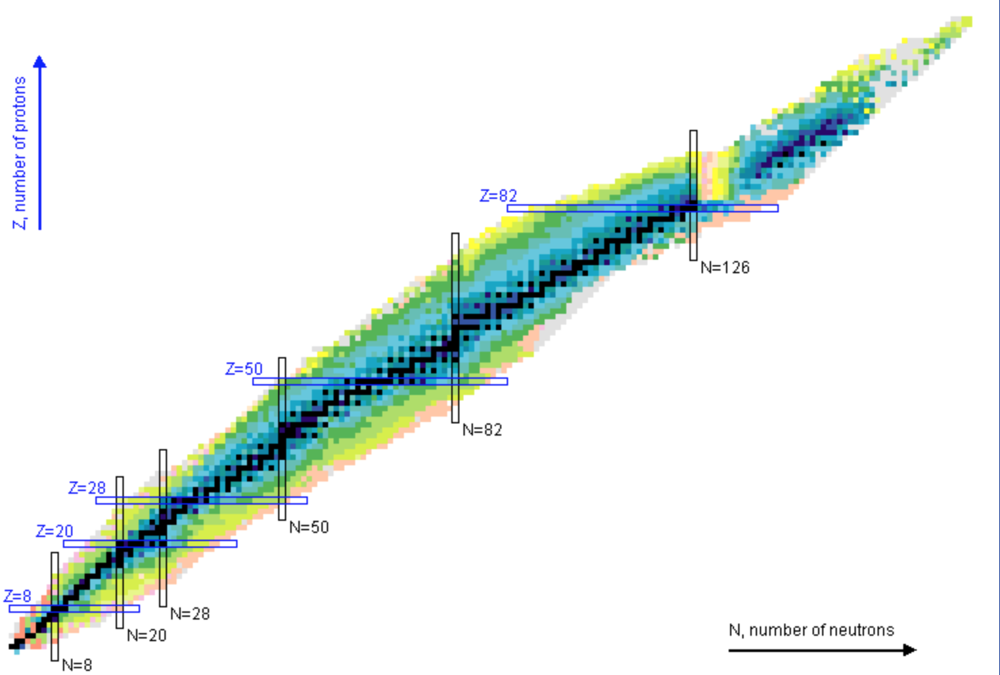 Z, number of protons
Z=82
N=126
Z=50
N=82
Z=28
N=50
Z=20
Z=8
N=28
N=20
N=8
N, number of neutrons